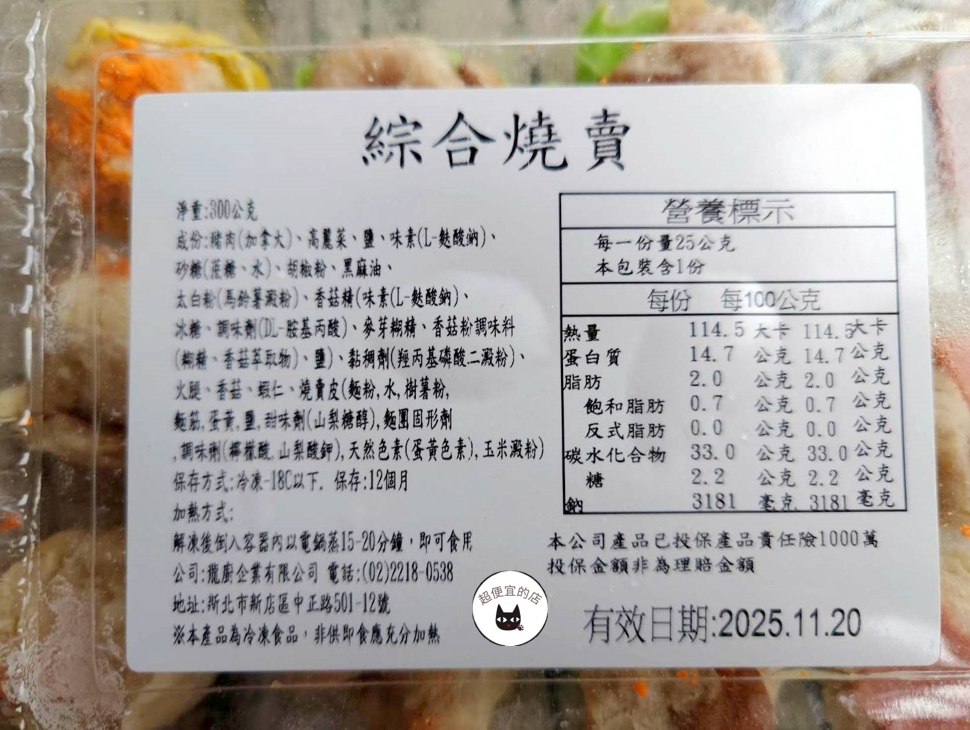 綜合燒賣
淨重:300公克
成份:豬肉(加拿大)、高麗菜、鹽、味素(L-麩酸鈉)、
砂糖(蔗糖、水)、胡椒粉、黑麻油、
太白粉(馬鈴薯澱粉)、香菇精(味素(L-麩酸鈉)、
冰糖、調味劑(DL-胺基丙酸)、麥芽糊精、香菇粉調味料
(糊精、香菇萃取物)、鹽)、黏稠劑(羥丙基磷酸二澱粉)、
火腿、香菇、蝦仁、燒賣皮(麵粉,水,樹薯粉,
麵筋,蛋黃,鹽,甜味劑(山梨糖醇),麵團固形劑
,調味劑(檸檬酸,山梨酸鉀),天然色素(蛋黃色素),玉米澱粉)
保存方式:冷凍-18C以下. 保存:12個月
加熱方式:
解凍後倒入容器內以電鍋蒸15-20分鐘，即可食用
公司:龍廚企業有限公司 電話:(02)2218-0538
地址:新北市新店區中正路501-12號
※本產品為冷凍食品，非供即食應充分加熱
營養標示
每一份量25公克
本包裝含1份
每份 每100公克
熱量 114.5 大卡 114.5大卡
蛋白質 14.7 公克 14.7 公克
脂肪 2.0 公克 2.0 公克
飽和脂肪 0.7 公克 0.7 公克
反式脂肪 0.0 公克 0.0 公克
碳水化合物 33.0 公克 33.0 公克
糖 2.2 公克 2.2 公克
鈉 3181 毫克 3181 毫克
本公司產品已投保產品責任險1000萬
投保金額非為理賠金額
超便宜的店
有效日期:2025.11.20